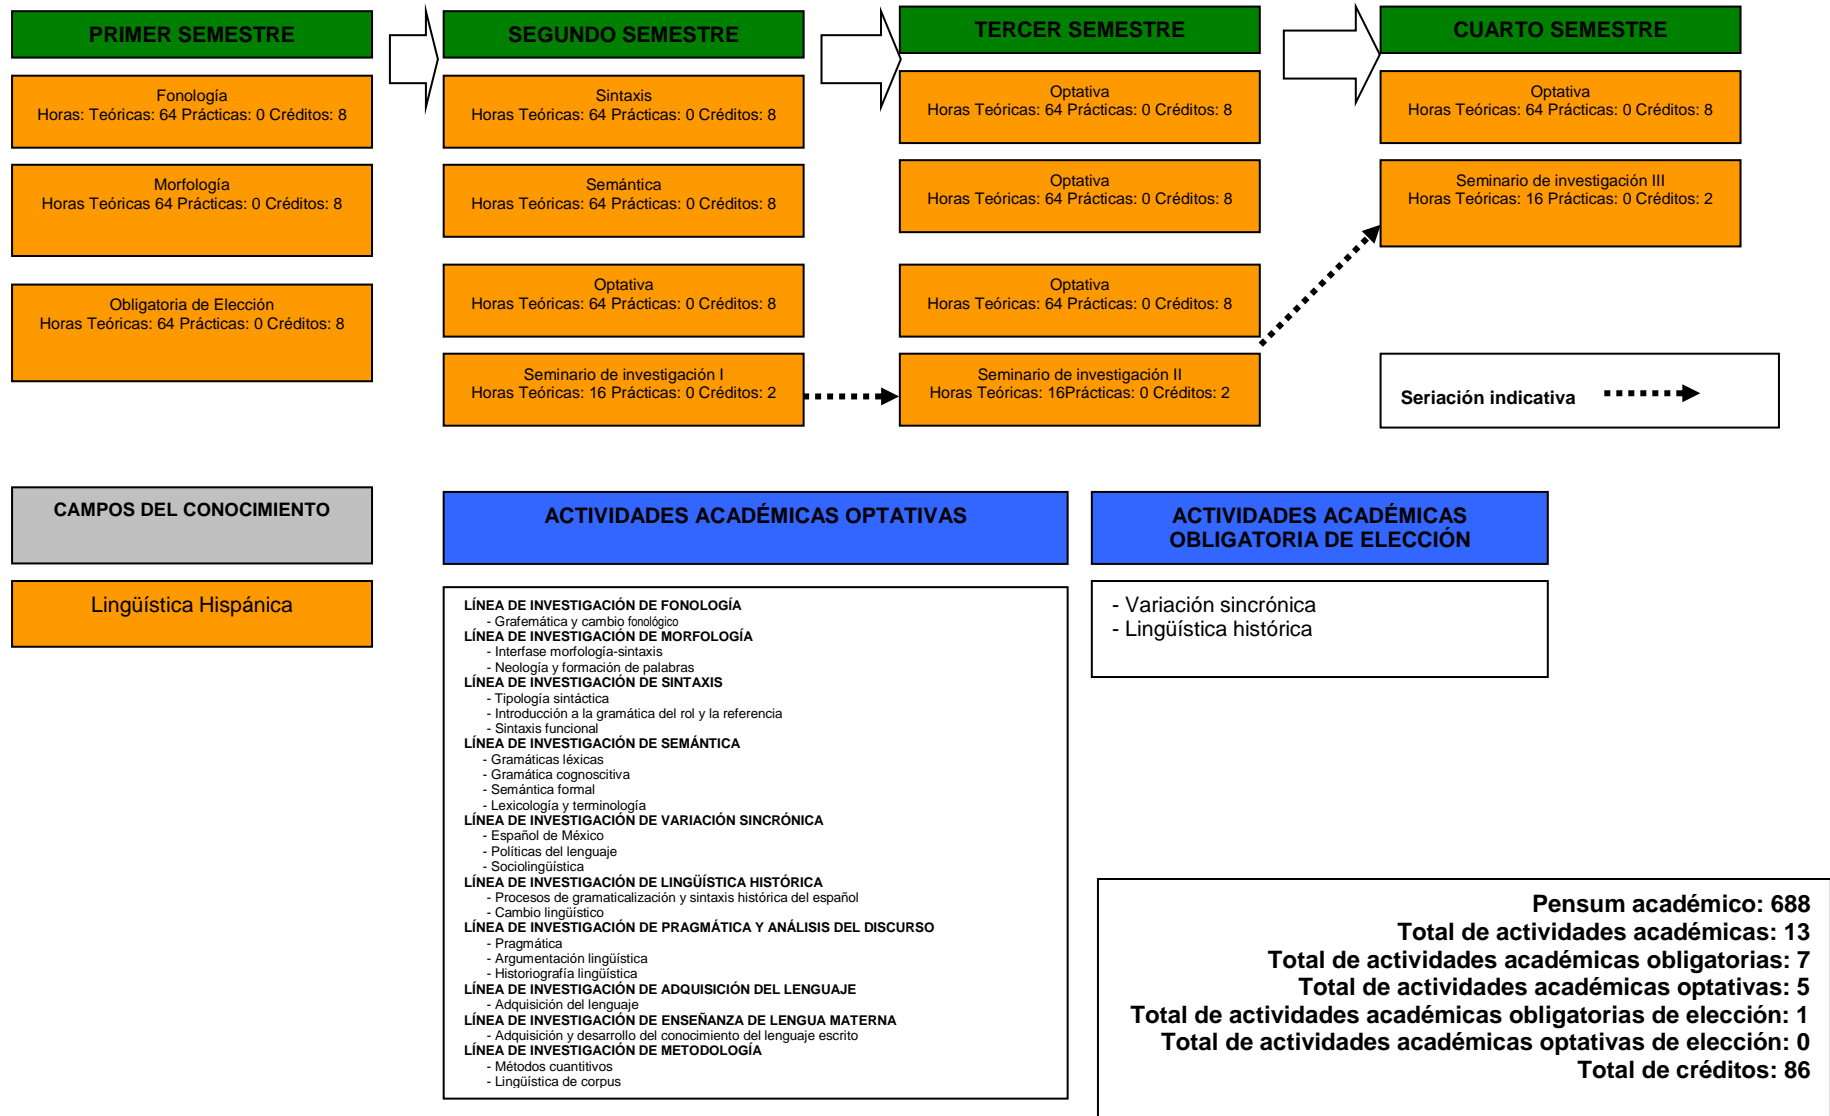 PRIMER SEMESTRE
Fonología
Horas: Teóricas: 64 Prácticas: 0 Créditos: 8
Morfología
Horas Teóricas 64 Prácticas: 0 Créditos: 8
Obligatoria de Elección
Horas Teóricas: 64 Prácticas: 0 Créditos: 8
SEGUNDO SEMESTRE
Sintaxis
Horas Teóricas: 64 Prácticas: 0 Créditos: 8
Semántica
Horas Teóricas: 64 Prácticas: 0 Créditos: 8
Optativa
Horas Teóricas: 64 Prácticas: 0 Créditos: 8
Seminario de investigación I
Horas Teóricas: 16 Prácticas: 0 Créditos: 2
TERCER SEMESTRE
Optativa
Horas Teóricas: 64 Prácticas: 0 Créditos: 8
Optativa
Horas Teóricas: 64 Prácticas: 0 Créditos: 8
Optativa
Horas Teóricas: 64 Prácticas: 0 Créditos: 8
Seminario de investigación II
Horas Teóricas: 16Prácticas: 0 Créditos: 2
CUARTO SEMESTRE
Optativa
Horas Teóricas: 64 Prácticas: 0 Créditos: 8
Seminario de investigación III
Horas Teóricas: 16 Prácticas: 0 Créditos: 2
Seriación indicativa
CAMPOS DEL CONOCIMIENTO
Lingüística Hispánica
ACTIVIDADES ACADÉMICAS OPTATIVAS
LÍNEA DE INVESTIGACIÓN DE FONOLOGÍA
- Grafemática y cambio fonológico
LÍNEA DE INVESTIGACIÓN DE MORFOLOGÍA
- Interfase morfología-sintaxis
- Neología y formación de palabras
LÍNEA DE INVESTIGACIÓN DE SINTAXIS
- Tipología sintáctica
- Introducción a la gramática del rol y la referencia
- Sintaxis funcional
LÍNEA DE INVESTIGACIÓN DE SEMÁNTICA
- Gramáticas léxicas
- Gramática cognoscitiva
- Semántica formal
- Lexicología y terminología
LÍNEA DE INVESTIGACIÓN DE VARIACIÓN SINCRÓNICA
- Español de México
- Políticas del lenguaje
- Sociolingüística
LÍNEA DE INVESTIGACIÓN DE LINGÜÍSTICA HISTÓRICA
- Procesos de gramaticalización y sintaxis histórica del español
- Cambio lingüístico
LÍNEA DE INVESTIGACIÓN DE PRAGMÁTICA Y ANÁLISIS DEL DISCURSO
- Pragmática
- Argumentación lingüística
- Historiografía lingüística
LÍNEA DE INVESTIGACIÓN DE ADQUISICIÓN DEL LENGUAJE
- Adquisición del lenguaje
LÍNEA DE INVESTIGACIÓN DE ENSEÑANZA DE LENGUA MATERNA
- Adquisición y desarrollo del conocimiento del lenguaje escrito
LÍNEA DE INVESTIGACIÓN DE METODOLOGÍA
- Métodos cuantitivos
- Lingüística de corpus
ACTIVIDADES ACADÉMICAS
OBLIGATORIA DE ELECCIÓN
- Variación sincrónica
- Lingüística histórica
Pensum académico: 688
Total de actividades académicas: 13
Total de actividades académicas obligatorias: 7
Total de actividades académicas optativas: 5
Total de actividades académicas obligatorias de elección: 1
Total de actividades académicas optativas de elección: 0
Total de créditos: 86